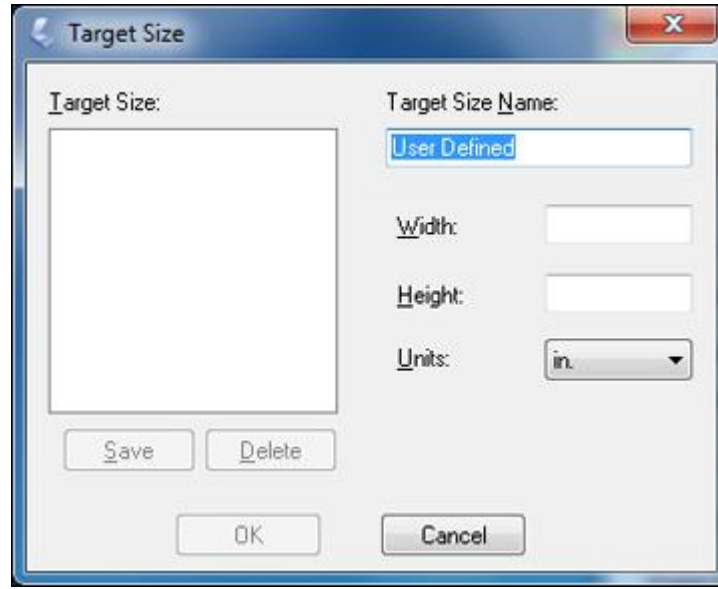 Target Size
Target Size:
Target Size Name:
User Defined
Width:
Height:
Units:
in.
Save
Delete
OK
Cancel